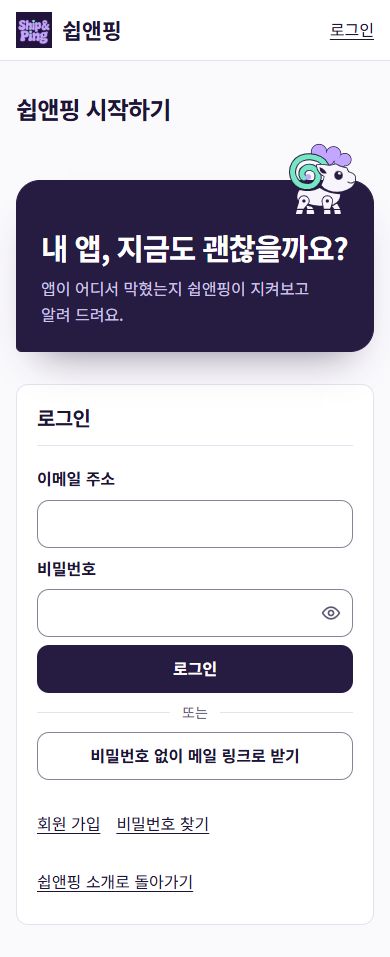 Ship&
Ping
쉽앤핑
로그인
쉽앤핑 시작하기
내 앱, 지금도 괜찮을까요?
앱이 어디서 막혔는지 쉽앤핑이 지켜보고
알려 드려요.
로그인
이메일 주소
비밀번호
로그인
또는
비밀번호 없이 메일 링크로 받기
회원 가입 비밀번호 찾기
쉽앤핑 소개로 돌아가기